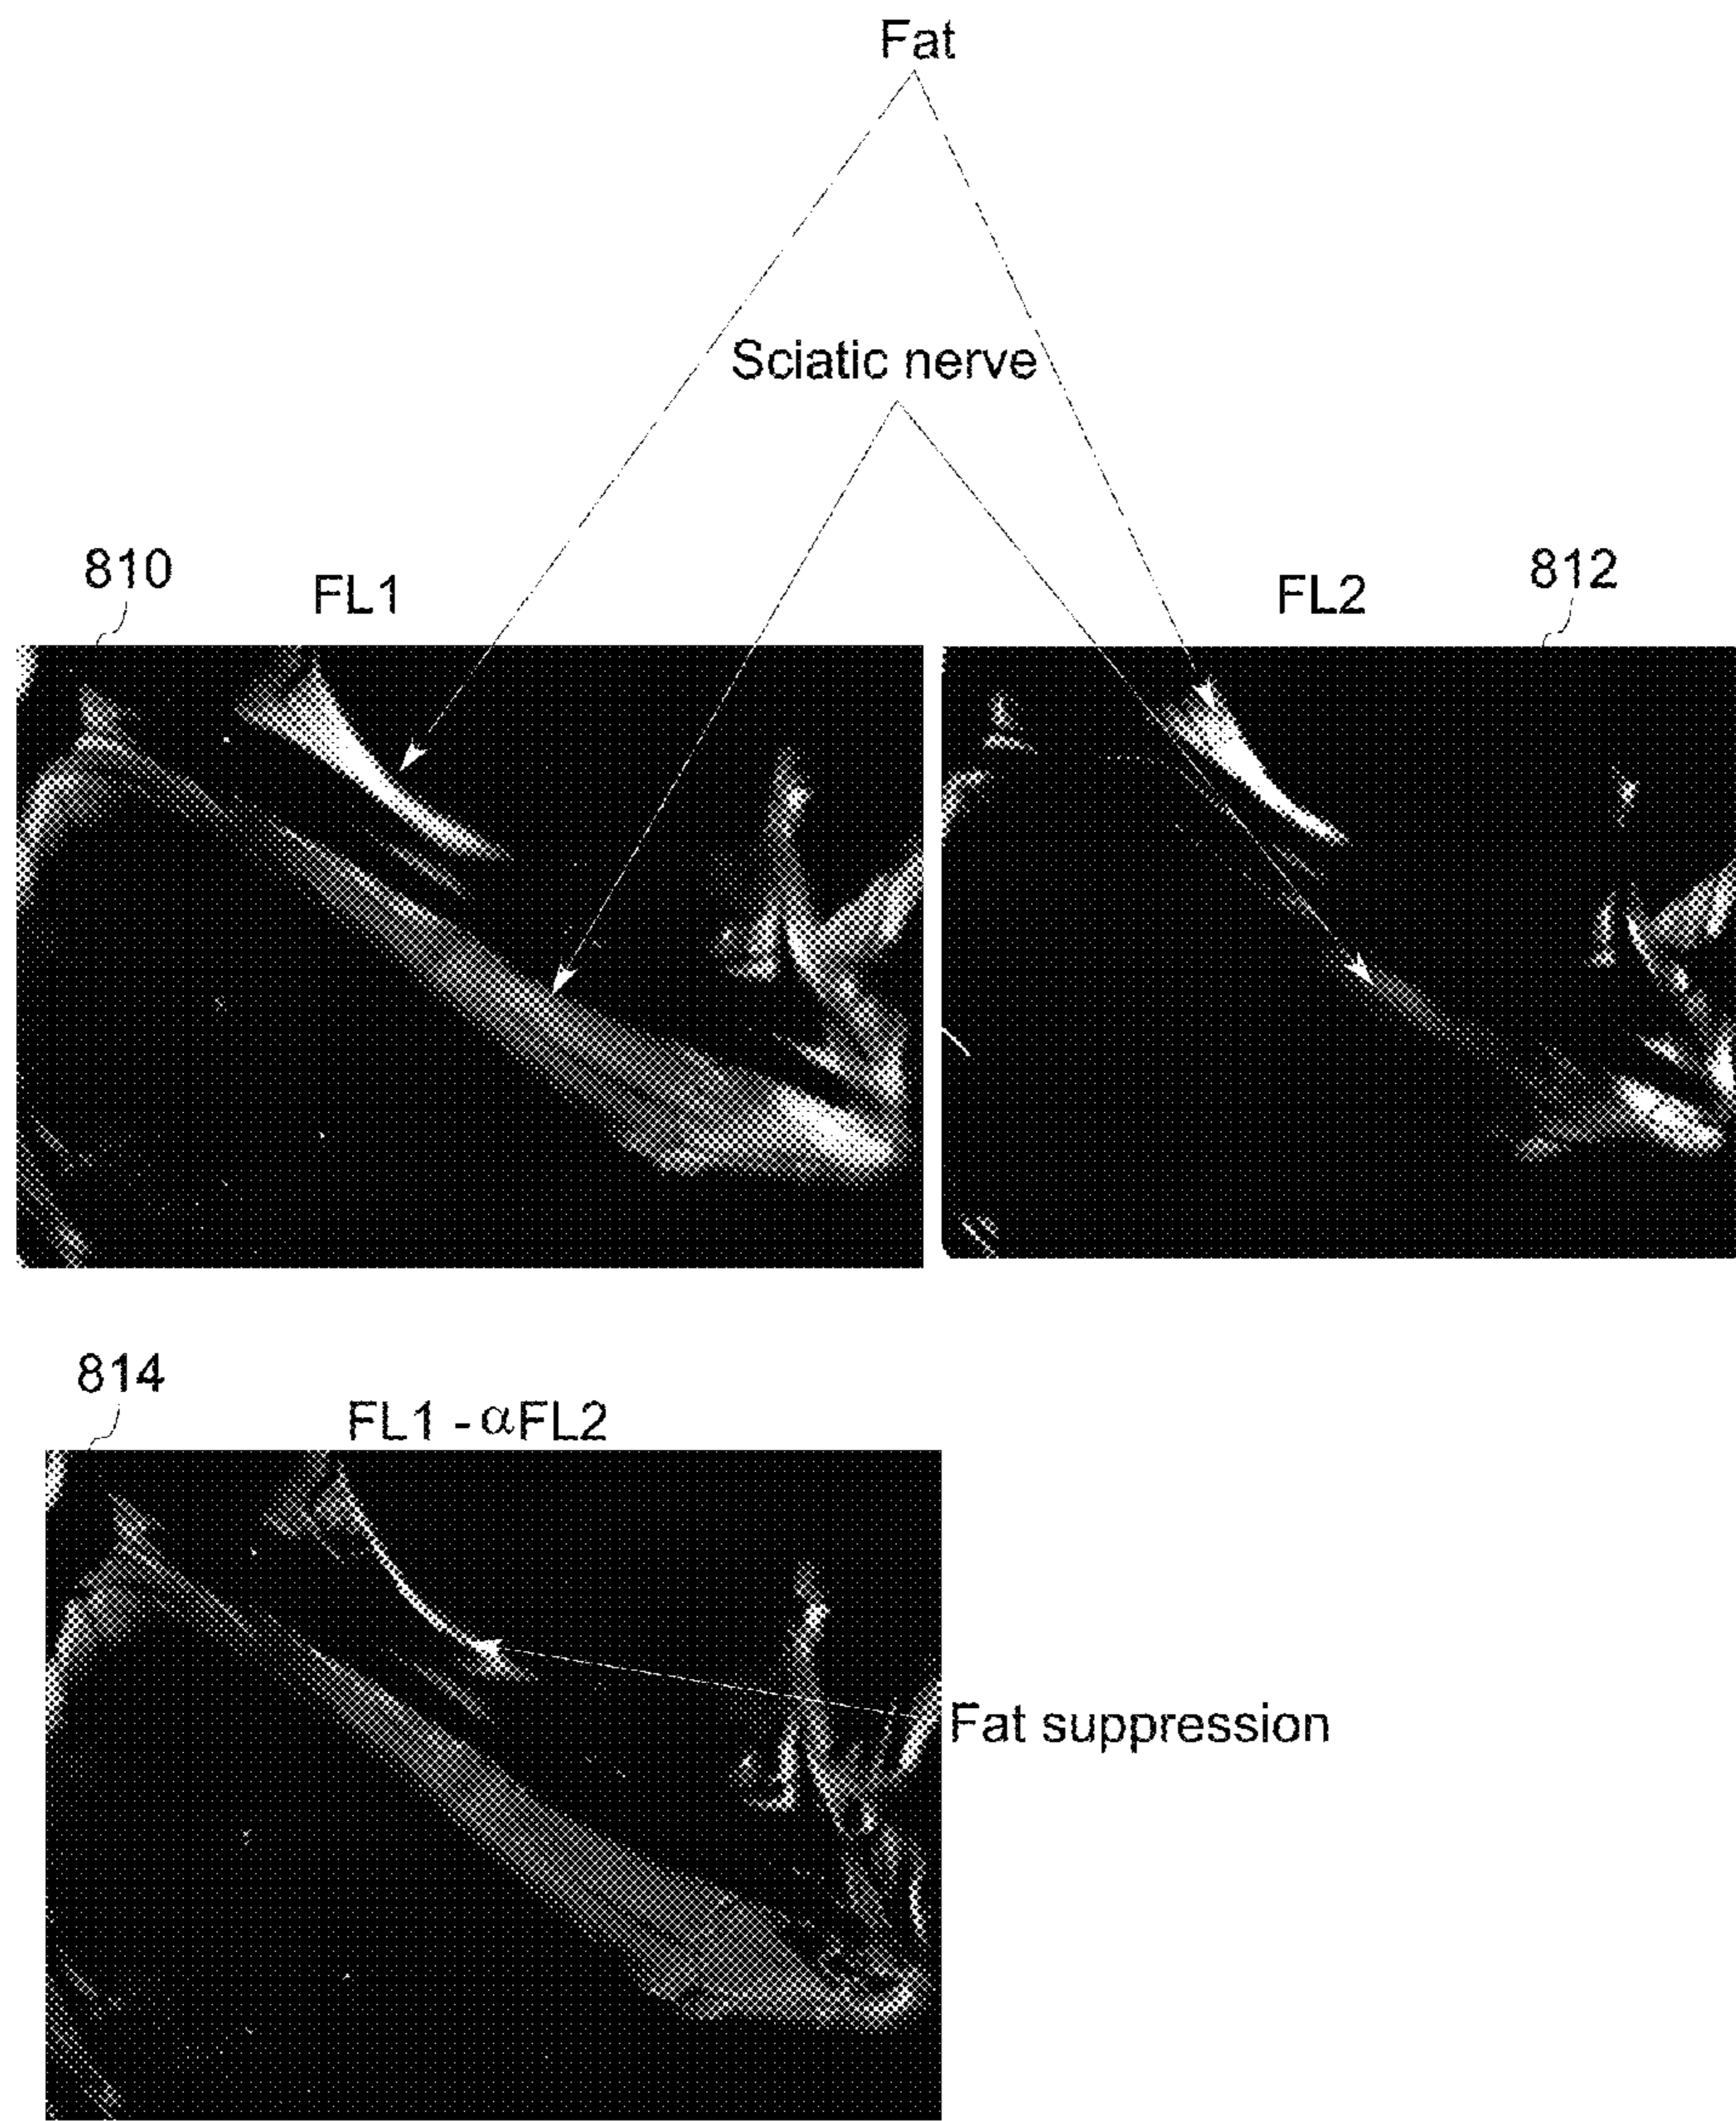 Fat
Sciatic nerve
810
FL1
FL2
812
814
FL1 - αFL2
Fat suppression